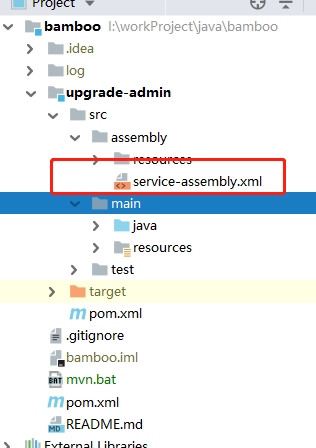 Project
bamboo I:\workProject\java\bamboo
.idea
log
upgrade-admin
src
assembly
resources
service-assembly.xml
main
java
resources
test
target
pom.xml
.gitignore
bamboo.iml
mvn.bat
pom.xml
README.md
External Libraries